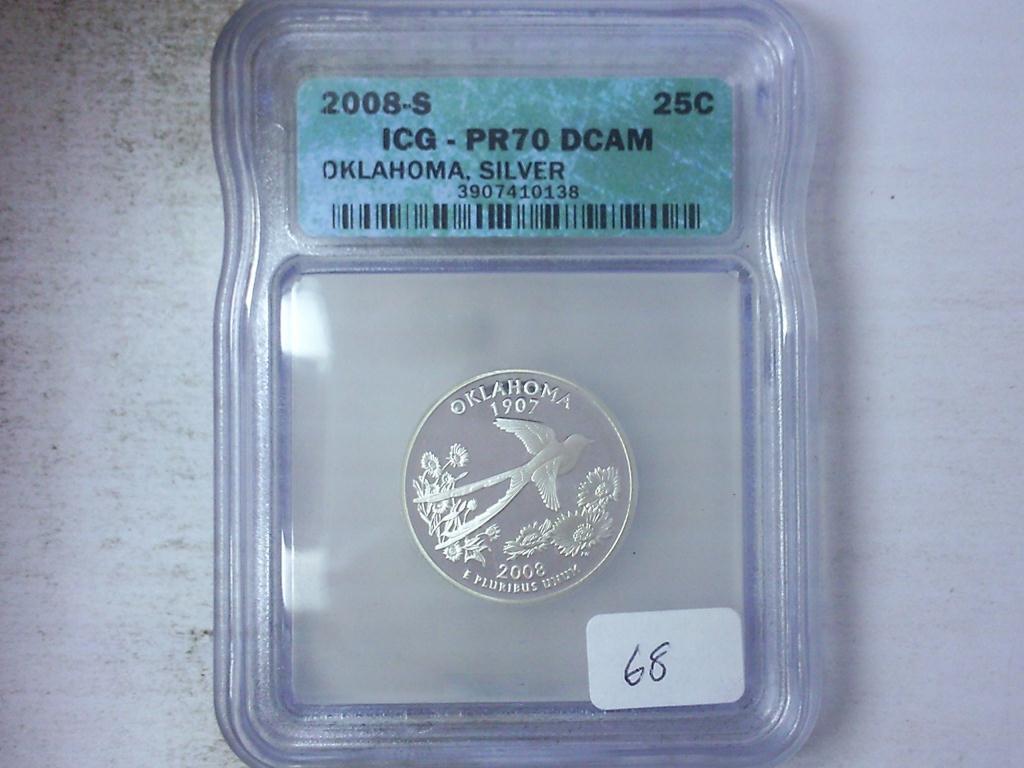 2008-S 25C
ICG - PR70 DCAM
OKLAHOMA, SILVER
3907410138
OKLAHOMA
1907
2008
E PLURIBUS UNUM
68